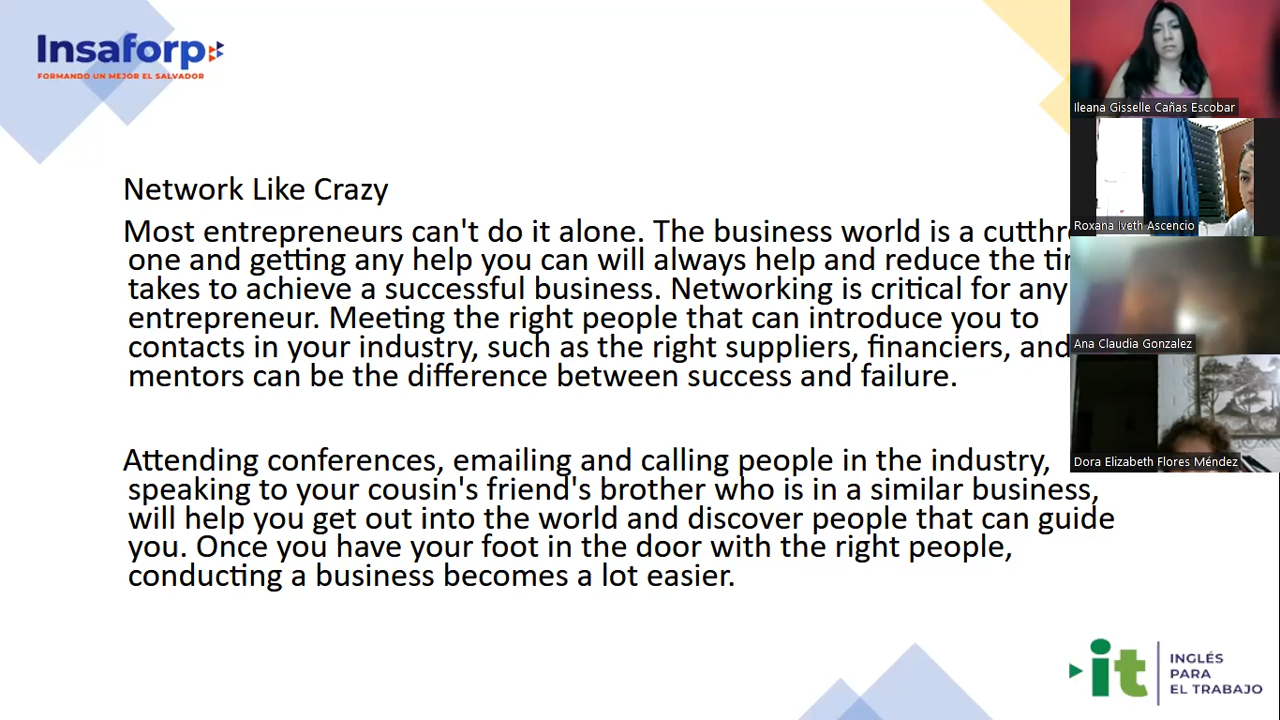 Insaforp
FORMANDO UN MEJOR EL SALVADOR
Network Like Crazy
Most entrepreneurs can't do it alone. The business world is a
one and getting any help you can will always help and reduce the
takes to achieve a successful business. Networking is critical for any
entrepreneur. Meeting the right people that can introduce you to
contacts in your industry, such as the right suppliers, financiers, and
mentors can be the difference between success and failure.
Attending conferences, emailing and calling people in the industry,
speaking to your cousin's friend's brother who is in a similar business,
will help you get out into the world and discover people that can guide
you. Once you have your foot in the door with the right people,
conducting a business becomes a lot easier.
Ileana Gisselle Cañas Escobar
Roxana Iveth Ascencio
Ana Claudia Gonzalez
Dora Elizabeth Flores Méndez
it
INGLÉS
PARA
EL TRABAJO